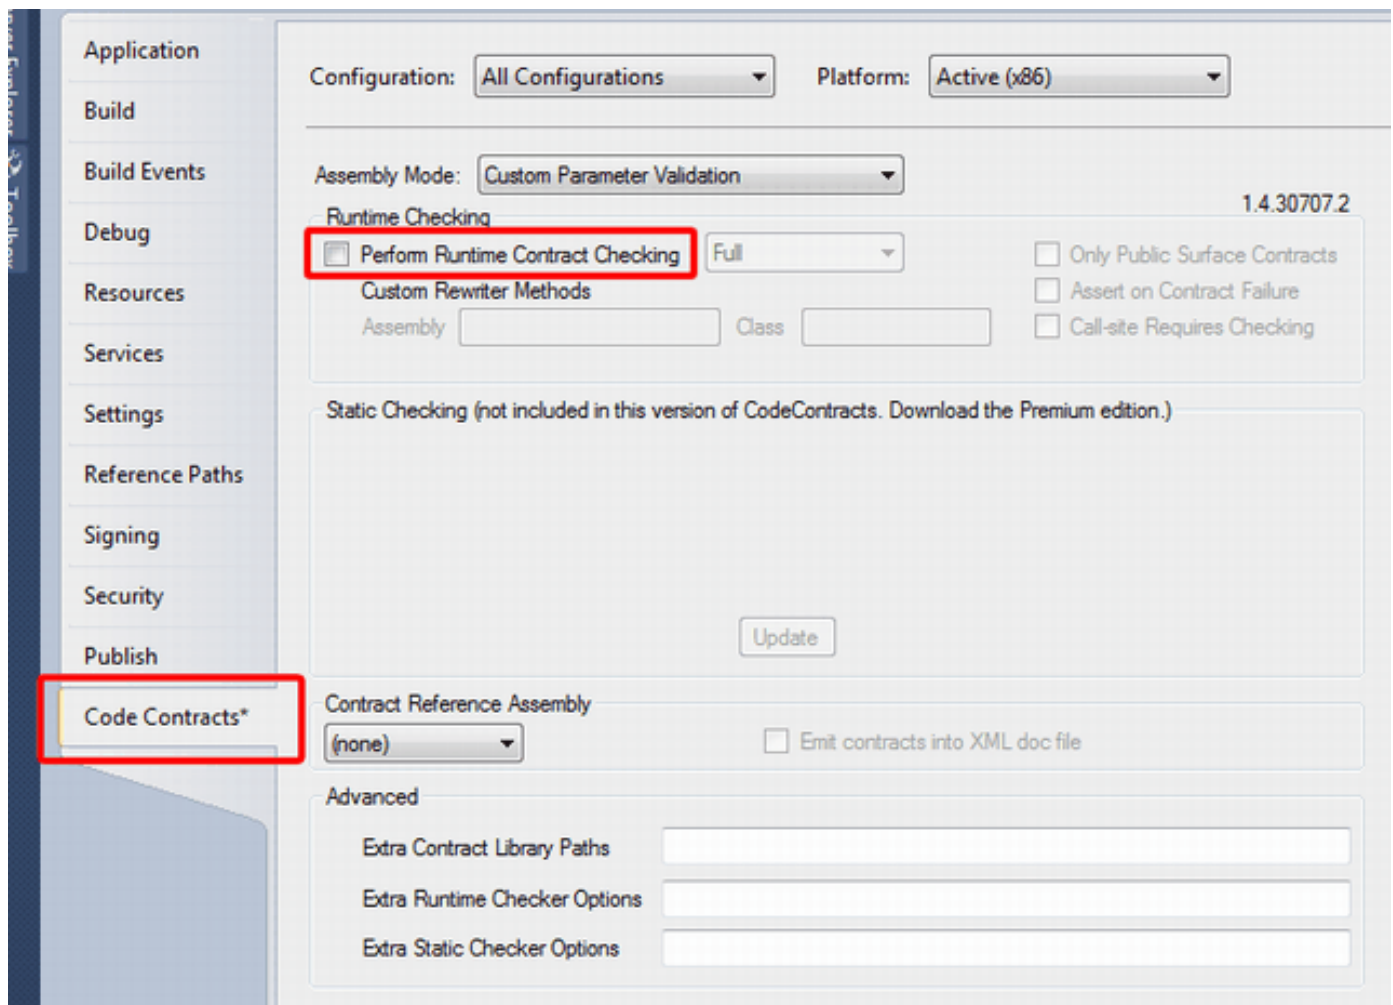 Application
Build
Build Events
Debug
Resources
Services
Settings
Reference Paths
Signing
Security
Publish
Code Contracts*
Toolbox
Configuration: All Configurations Platform: Active (x86)
Assembly Mode: Custom Parameter Validation
1.4.30707.2
Runtime Checking
Perform Runtime Contract Checking Full Only Public Surface Contracts
Custom Rewriter Methods Assert on Contract Failure
Assembly Class Call-site Requires Checking
Static Checking (not included in this version of CodeContracts. Download the Premium edition.)
Update
Contract Reference Assembly
(none) Emit contracts into XML doc file
Advanced
Extra Contract Library Paths
Extra Runtime Checker Options
Extra Static Checker Options